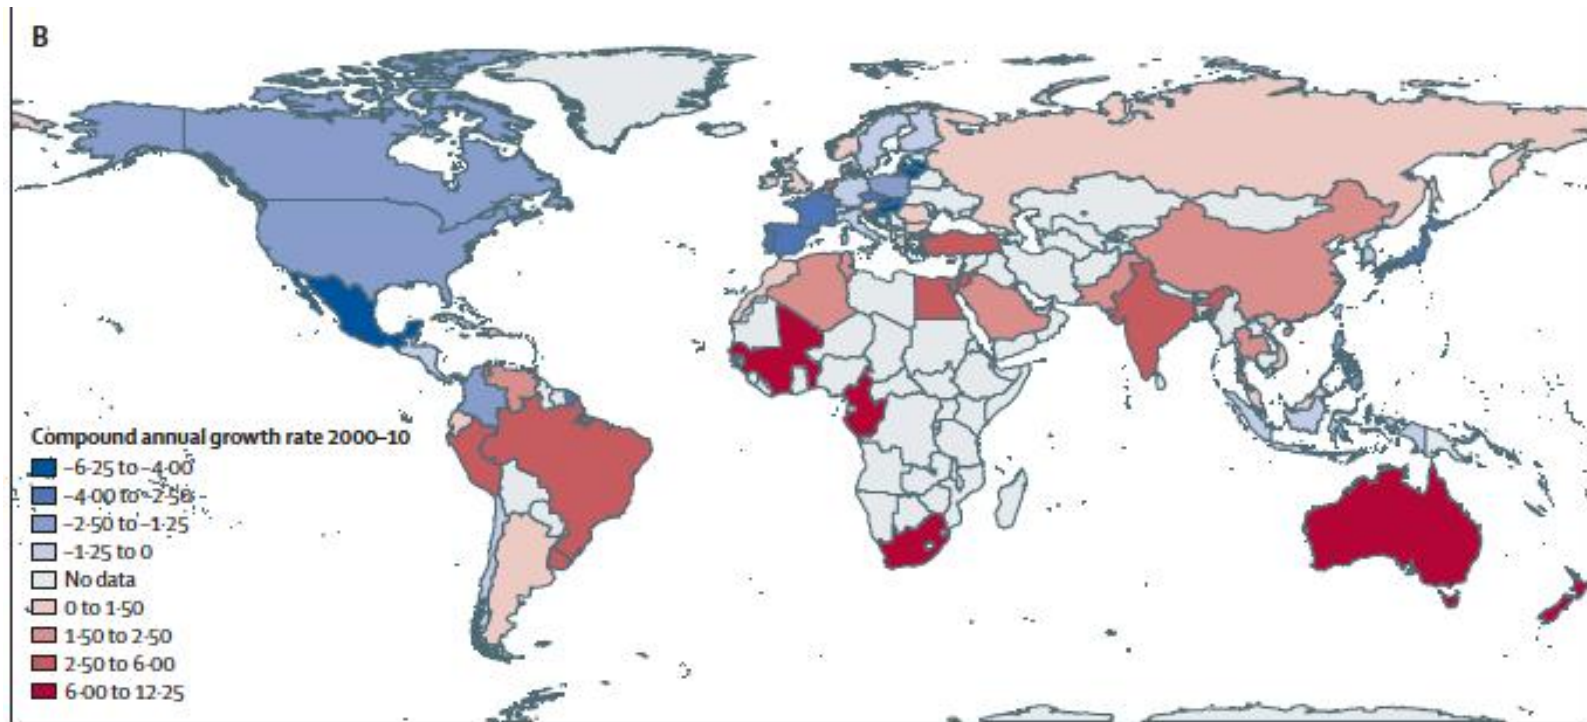 B
Compound annual growth rate 2000–10
–6·25 to –4·00
–4·00 to –2·50
–2·50 to –1·25
–1·25 to 0
No data
0 to 1·50
1·50 to 2·50
2·50 to 6·00
6·00 to 12·25